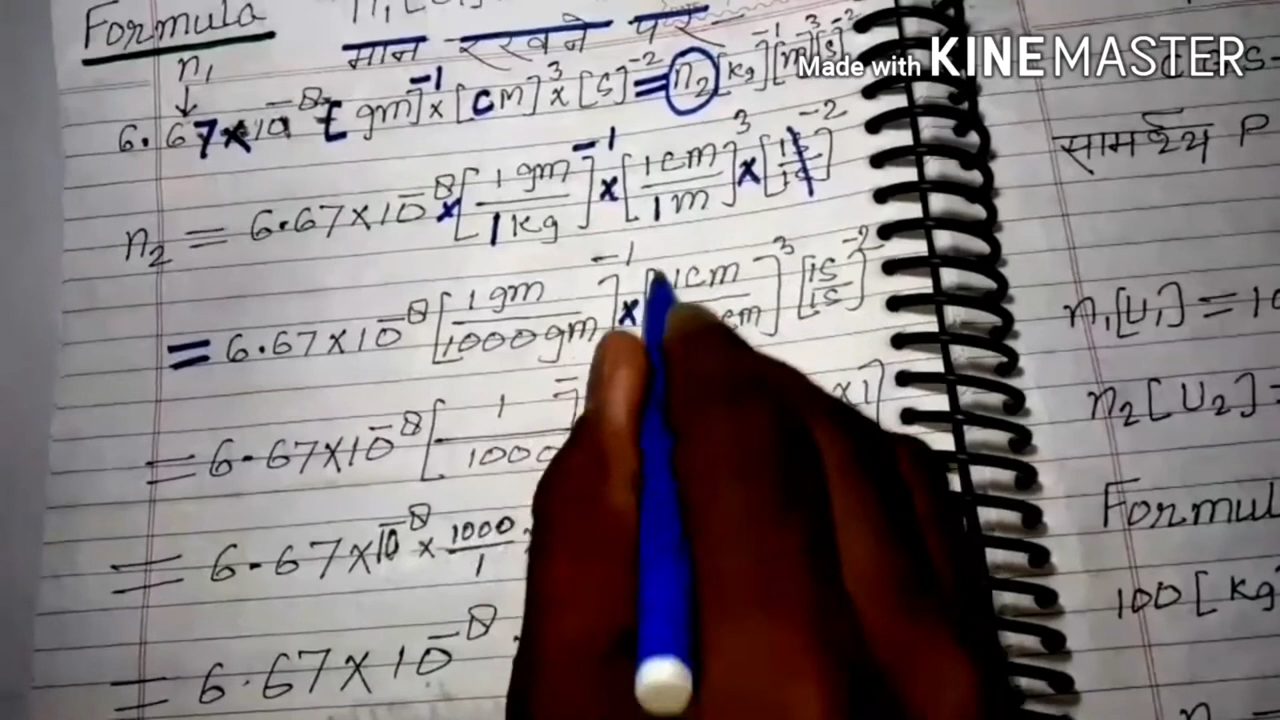 Formula
मान रखने पर
n₁
6.67×10⁻⁸ [gm]⁻¹×[cm]³×[S]⁻² = n₂ [kg]⁻¹[m]³[s]⁻²
n₂ = 6.67×10⁻⁸×[1gm/1kg]⁻¹×[1cm/1m]³×[1s/1s]⁻²
= 6.67×10⁻⁸[1gm/1000gm]⁻¹×[1cm/ cm]³[1s/1s]⁻²
= 6.67×10⁻⁸[1/1000 ×1]
= 6.67×10⁻⁸×1000/1
= 6.67×10⁻⁸
Made with KINEMASTER
P
n₁[U₁] = 10
n₂[U₂] =
Formul
100[kg
n